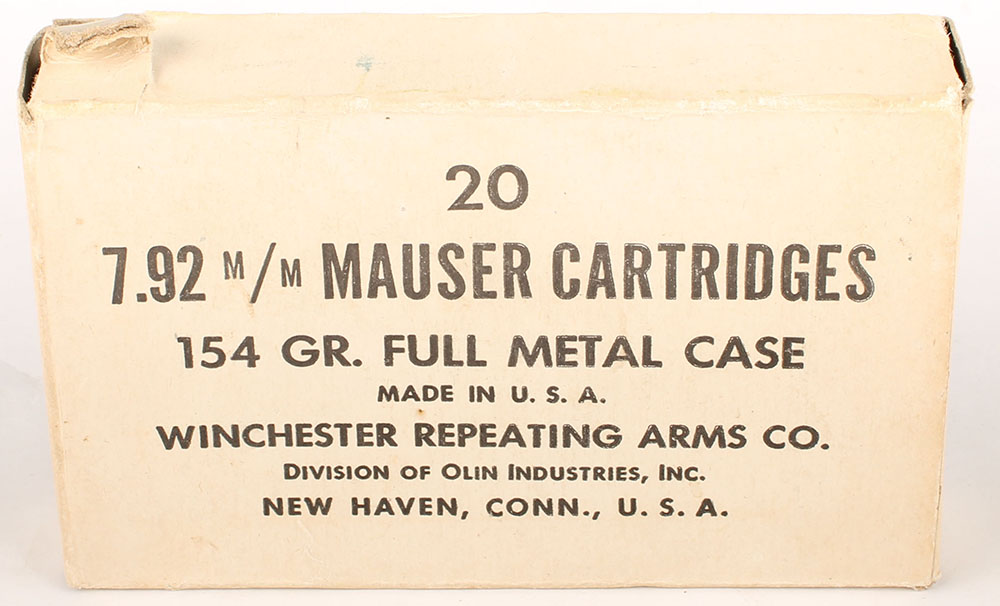 20
7.92 M/M MAUSER CARTRIDGES
154 GR. FULL METAL CASE
MADE IN U. S. A.
WINCHESTER REPEATING ARMS CO.
DIVISION OF OLIN INDUSTRIES, INC.
NEW HAVEN, CONN., U. S. A.